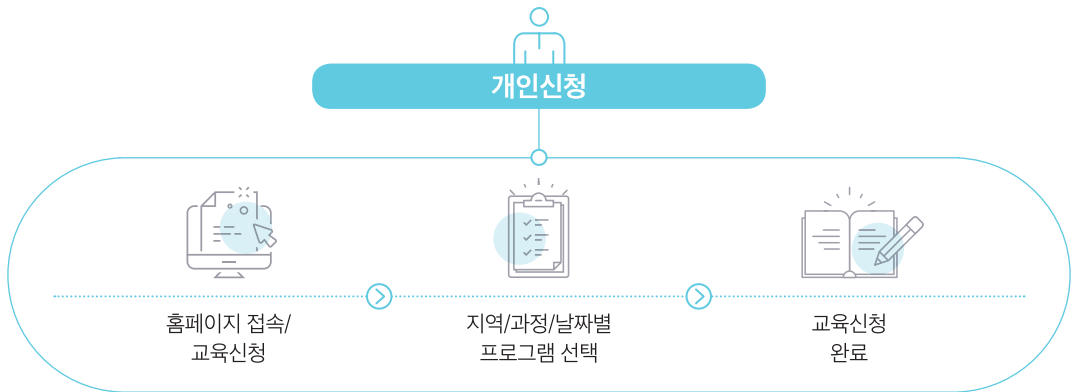 개인신청
홈페이지 접속/
교육신청
지역/과정/날짜별
프로그램 선택
교육신청
완료